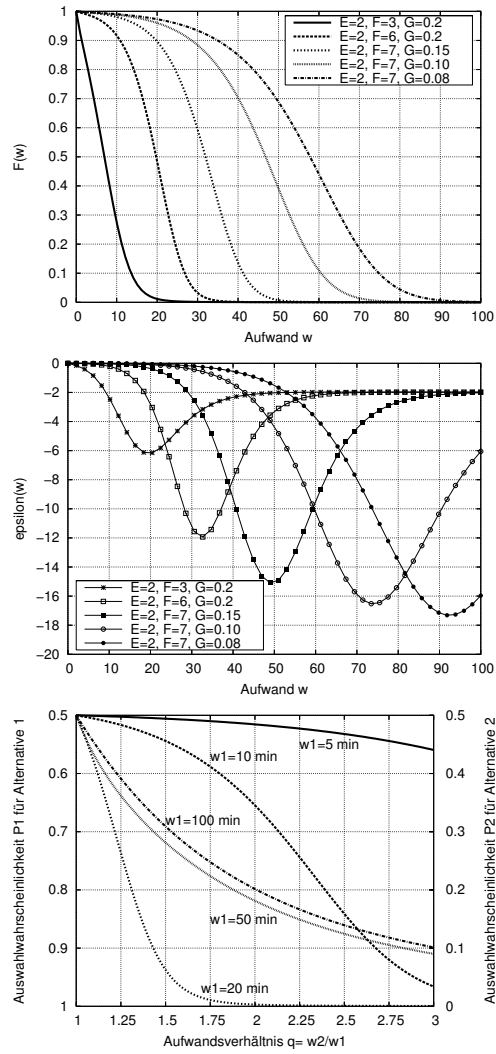 1
0.9
0.8
0.7
0.6
0.5
0.4
0.3
0.2
0.1
0
F(w)
E=2, F=3, G=0.2
E=2, F=6, G=0.2
E=2, F=7, G=0.15
E=2, F=7, G=0.10
E=2, F=7, G=0.08
0 10 20 30 40 50 60 70 80 90 100
Aufwand w
0
−2
−4
−6
−8
−10
−12
−14
−16
−18
−20
epsilon(w)
E=2, F=3, G=0.2
E=2, F=6, G=0.2
E=2, F=7, G=0.15
E=2, F=7, G=0.10
E=2, F=7, G=0.08
0 10 20 30 40 50 60 70 80 90 100
Aufwand w
0.5
0.6
0.7
0.8
0.9
1
Auswahlwahrscheinlichkeit P1 für Alternative 1
w1=5 min
w1=10 min
w1=100 min
w1=50 min
w1=20 min
0.5
0.4
0.3
0.2
0.1
0
Auswahlwahrscheinlichkeit P2 für Alternative 2
1 1.25 1.5 1.75 2 2.25 2.5 2.75 3
Aufwandsverhältnis q= w2/w1